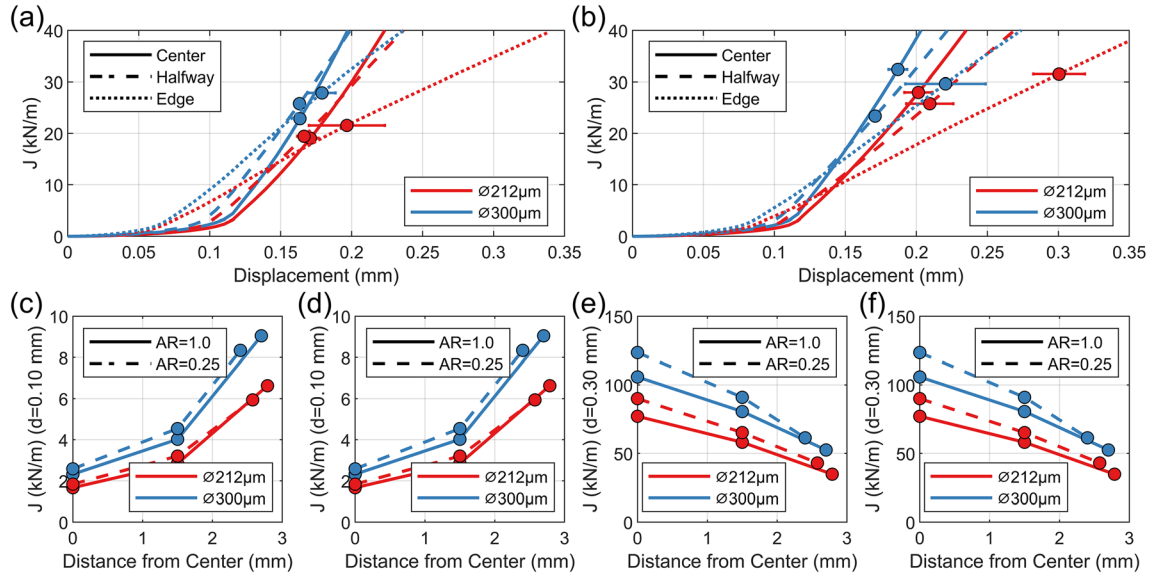 (a)
40
30
20
10
0
J (kN/m)
Center
Halfway
Edge
Ø212µm
Ø300µm
0 0.05 0.1 0.15 0.2 0.25 0.3 0.35
Displacement (mm)
(b)
40
30
20
10
0
J (kN/m)
Center
Halfway
Edge
Ø212µm
Ø300µm
0 0.05 0.1 0.15 0.2 0.25 0.3 0.35
Displacement (mm)
(c)
10
8
6
4
2
0
J (kN/m) (d=0.10 mm)
AR=1.0
AR=0.25
Ø212µm
Ø300µm
0 1 2 3
Distance from Center (mm)
(d)
10
8
6
4
2
0
J (kN/m) (d=0.10 mm)
AR=1.0
AR=0.25
Ø212µm
Ø300µm
0 1 2 3
Distance from Center (mm)
(e)
150
100
50
0
J (kN/m) (d=0.30 mm)
AR=1.0
AR=0.25
Ø212µm
Ø300µm
0 1 2 3
Distance from Center (mm)
(f)
150
100
50
0
J (kN/m) (d=0.30 mm)
AR=1.0
AR=0.25
Ø212µm
Ø300µm
0 1 2 3
Distance from Center (mm)